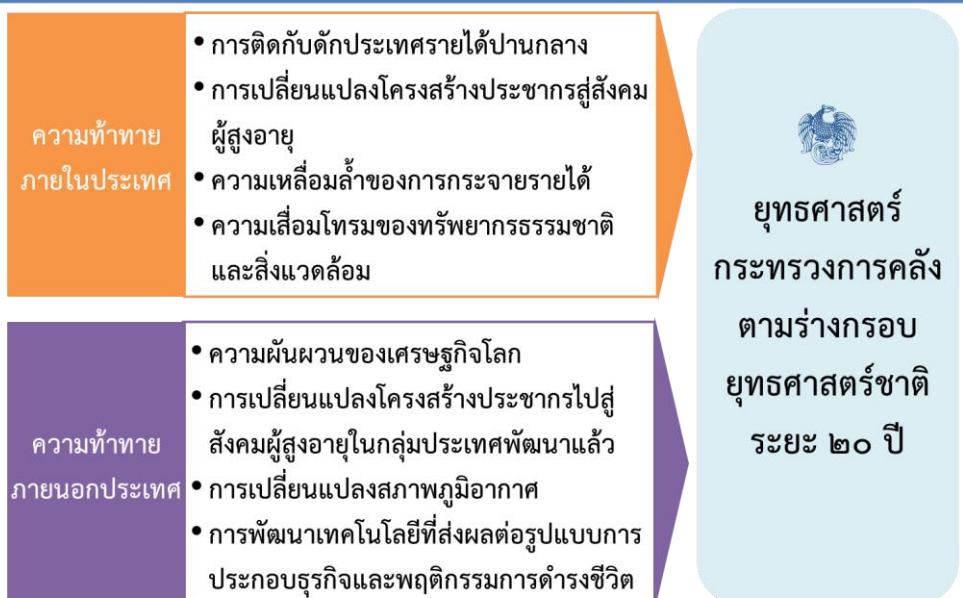 ความท้าทาย
ภายในประเทศ
• การติดกับดักประเทศรายได้ปานกลาง
• การเปลี่ยนแปลงโครงสร้างประชากรสู่สังคม
ผู้สูงอายุ
• ความเหลื่อมล้ำของการกระจายรายได้
• ความเสื่อมโทรมของทรัพยากรธรรมชาติ
และสิ่งแวดล้อม
ความท้าทาย
ภายนอกประเทศ
• ความผันผวนของเศรษฐกิจโลก
• การเปลี่ยนแปลงโครงสร้างประชากรไปสู่
สังคมผู้สูงอายุในกลุ่มประเทศพัฒนาแล้ว
• การเปลี่ยนแปลงสภาพภูมิอากาศ
• การพัฒนาเทคโนโลยีที่ส่งผลต่อรูปแบบการ
ประกอบธุรกิจและพฤติกรรมการดำรงชีวิต
ยุทธศาสตร์
กระทรวงการคลัง
ตามร่างกรอบ
ยุทธศาสตร์ชาติ
ระยะ ๒๐ ปี